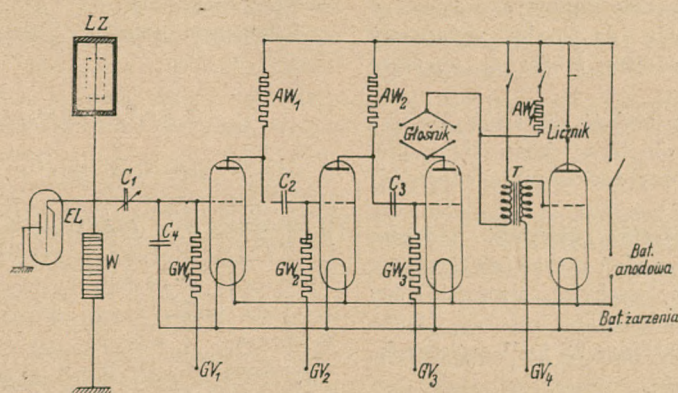 LZ
AW1
AW2
AW4
Głośnik
Licznik
C1
C2
C3
T
EL
C4
W
GW1
GW2
GW3
Bat. anodowa
Bat. żarzenia
GV1
GV2
GV3
GV4